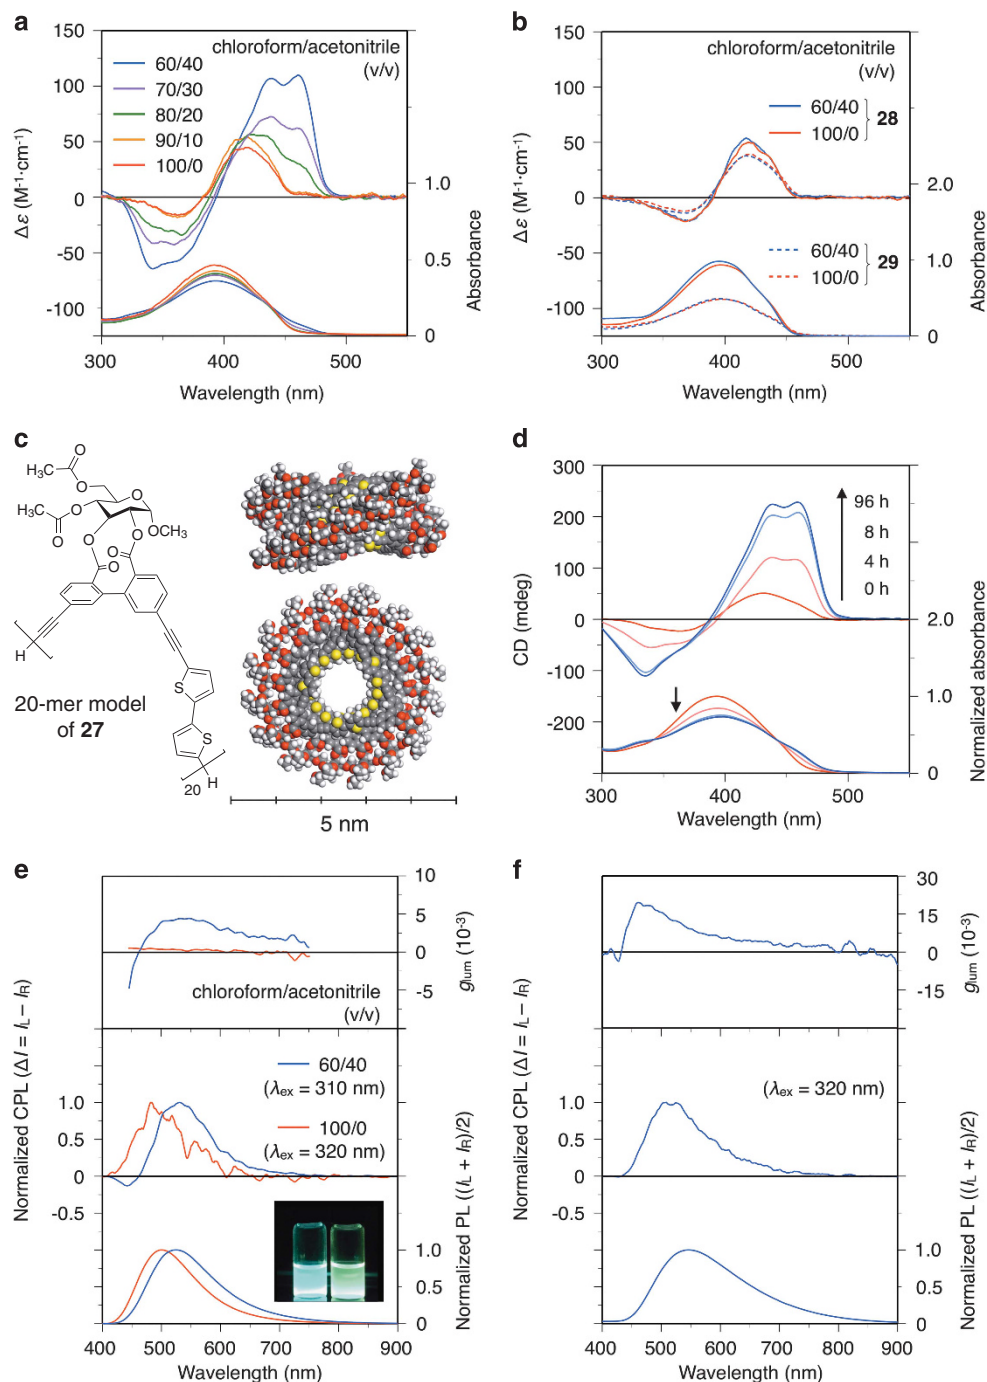 a
150
100
50
0
-50
-100
Δε (M⁻¹·cm⁻¹)
chloroform/acetonitrile
(v/v)
60/40
70/30
80/20
90/10
100/0
1.0
0.5
0
Absorbance
300
400
500
Wavelength (nm)
b
150
100
50
0
-50
-100
Δε (M⁻¹·cm⁻¹)
chloroform/acetonitrile
(v/v)
60/40
100/0
28
60/40
100/0
29
2.0
1.0
0
Absorbance
300
400
500
Wavelength (nm)
c
O
H₃C
O
O
H₃C
O
O
O
O
O
CH₃
O
O
O
H
S
S
H
20
20-mer model
of 27
5 nm
d
300
200
100
0
-100
-200
CD (mdeg)
96 h
8 h
4 h
0 h
2.0
1.0
0
Normalized absorbance
300
400
500
Wavelength (nm)
e
10
5
0
-5
glum (10⁻³)
chloroform/acetonitrile
(v/v)
Normalized CPL (ΔI = IL – IR)
1.0
0.5
0
-0.5
60/40
(λex = 310 nm)
100/0
(λex = 320 nm)
1.0
0.5
0
Normalized PL ((IL + IR)/2)
400 500 600 700 800 900
Wavelength (nm)
f
30
15
0
-15
glum (10⁻³)
Normalized CPL (ΔI = IL – IR)
1.0
0.5
0
-0.5
(λex = 320 nm)
1.0
0.5
0
Normalized PL ((IL + IR)/2)
400 500 600 700 800 900
Wavelength (nm)